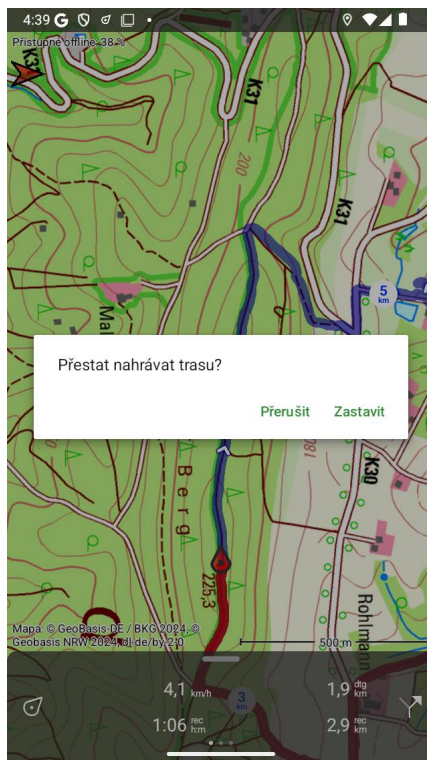 4:39
Přístupné offline: 38 %
K31
K31
K31
200
5
km
Přestat nahrávat trasu?
Přerušit Zastavit
Berg
K30
225,3
Rohlmann
Mapa: © GeoBasis-DE / BKG 2024, ©
Geobasis NRW 2024, dl-de/by-2-0
500 m
4,1 km/h
3
km
1,9 dtg
km
1:06 rec
h:m
2,9 rec
km